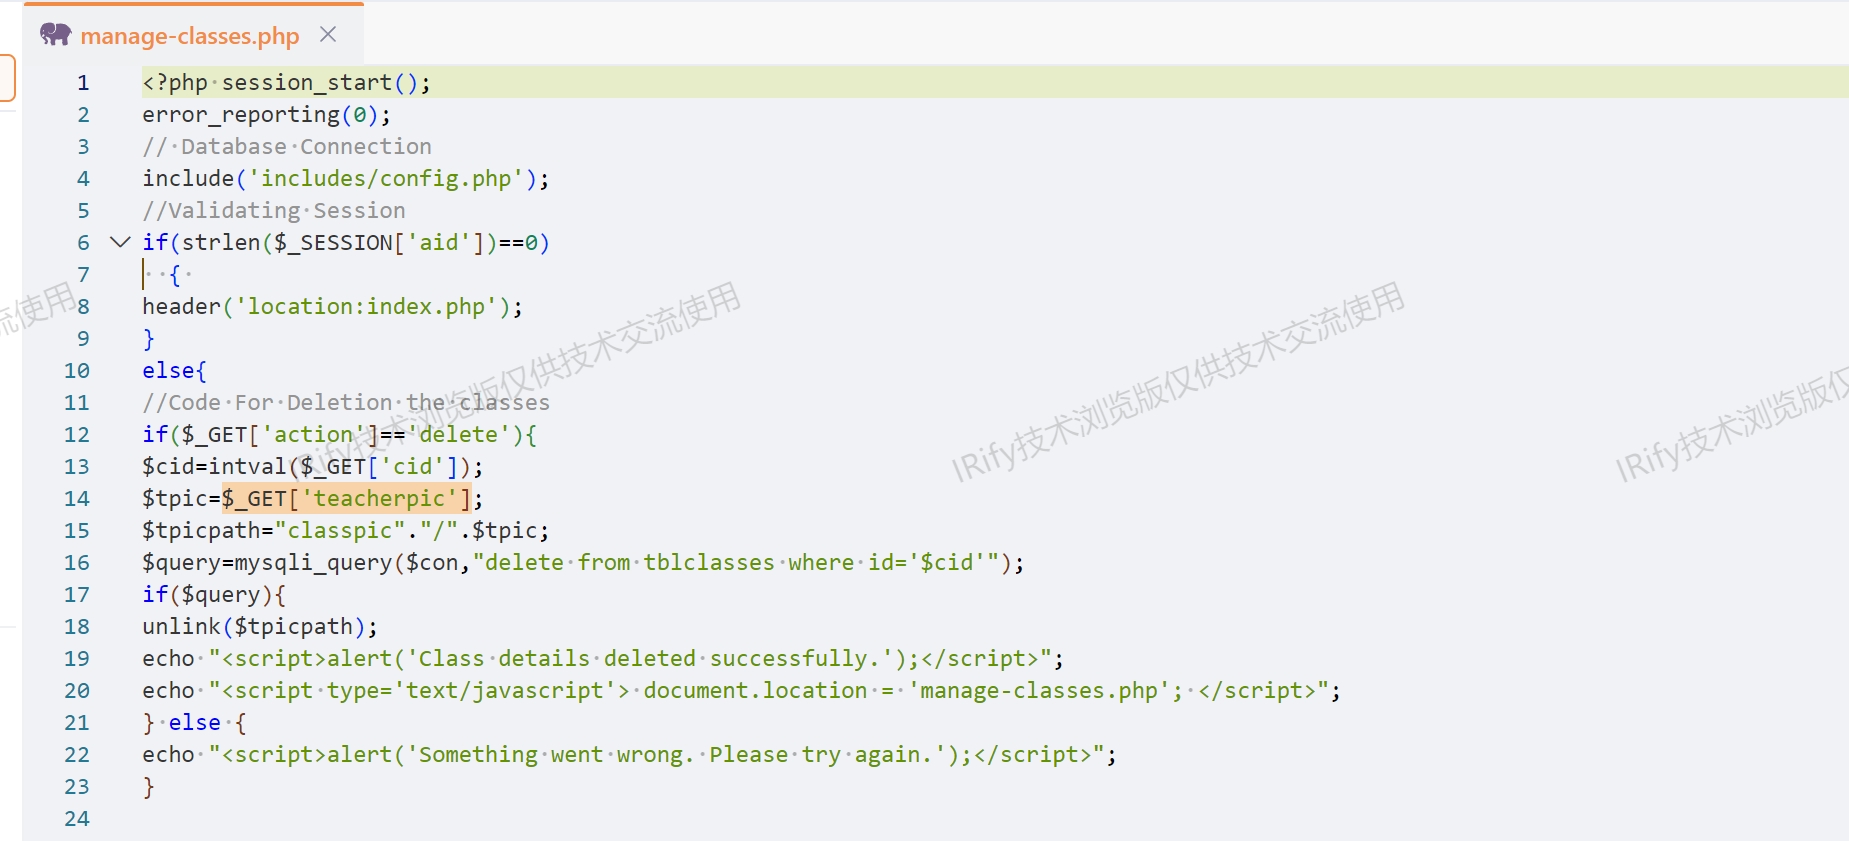 manage-classes.php
1 <?php session_start();
2 error_reporting(0);
3 // Database Connection
4 include('includes/config.php');
5 //Validating Session
6 if(strlen($_SESSION['aid'])==0)
7   { 
8 header('location:index.php');
9 }
10 else{
11 //Code For Deletion the classes
12 if($_GET['action']=='delete'){
13 $cid=intval($_GET['cid']);
14 $tpic=$_GET['teacherpic'];
15 $tpicpath="classpic"."/".$tpic;
16 $query=mysqli_query($con,"delete from tblclasses where id='$cid'");
17 if($query){
18 unlink($tpicpath);
19 echo "<script>alert('Class details deleted successfully.');</script>";
20 echo "<script type='text/javascript'> document.location = 'manage-classes.php'; </script>";
21 } else {
22 echo "<script>alert('Something went wrong. Please try again.');</script>";
23 }
24
流使用
IRify技术浏览版仅供技术交流使用
IRify技术浏览版仅供技术交流使用
IRify技术浏览版仅